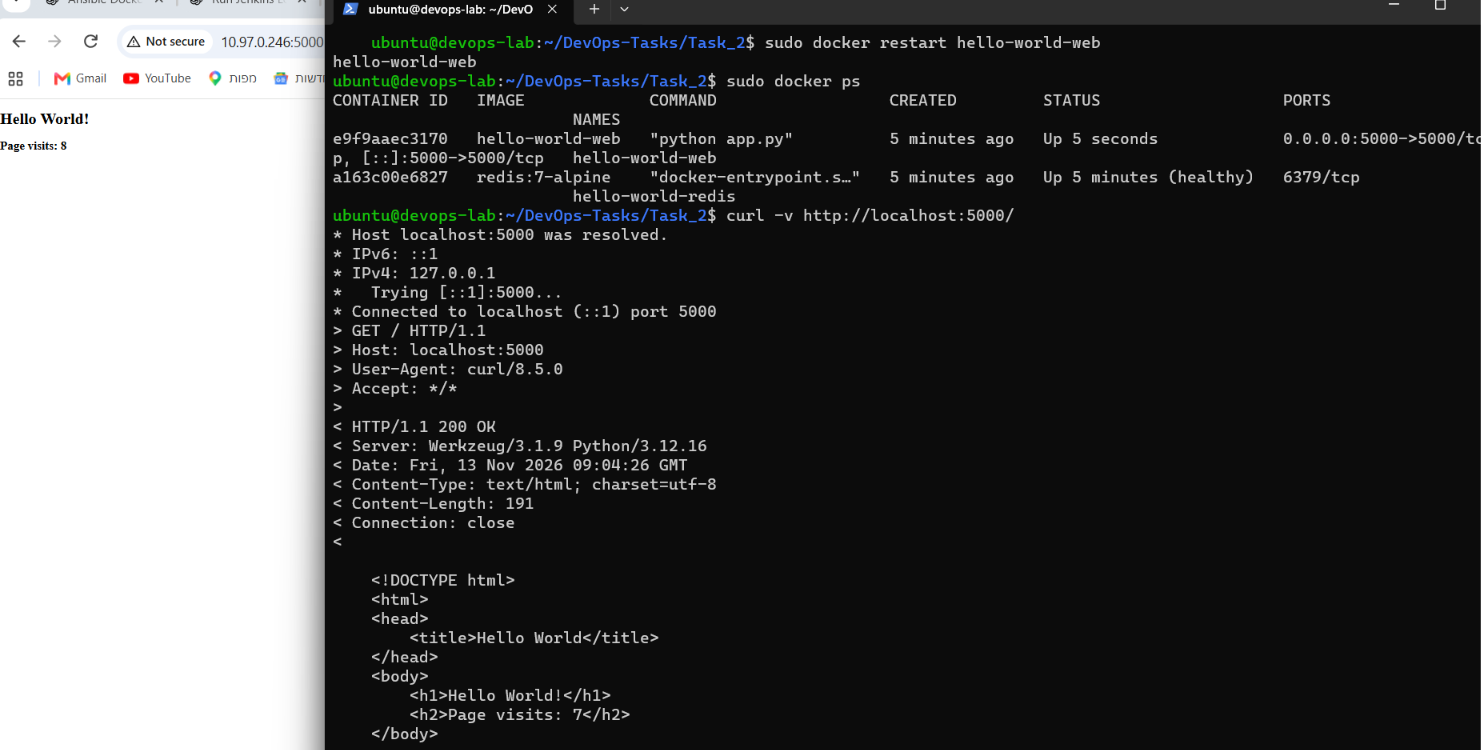 Ansible Dock
Run Jenkins
ubuntu@devops-lab: ~/DevO
Not secure
10.97.0.246:5000
Gmail
YouTube
מפות
Hello World!
Page visits: 8
ubuntu@devops-lab:~/DevOps-Tasks/Task_2$ sudo docker restart hello-world-web
hello-world-web
ubuntu@devops-lab:~/DevOps-Tasks/Task_2$ sudo docker ps
CONTAINER ID   IMAGE             COMMAND                  CREATED         STATUS                   PORTS
                         NAMES
e9f9aaec3170   hello-world-web   "python app.py"          5 minutes ago   Up 5 seconds             0.0.0.0:5000->5000/tc
p, [::]:5000->5000/tcp   hello-world-web
a163c00e6827   redis:7-alpine    "docker-entrypoint.s…"   5 minutes ago   Up 5 minutes (healthy)   6379/tcp
                         hello-world-redis
ubuntu@devops-lab:~/DevOps-Tasks/Task_2$ curl -v http://localhost:5000/
* Host localhost:5000 was resolved.
* IPv6: ::1
* IPv4: 127.0.0.1
*   Trying [::1]:5000...
* Connected to localhost (::1) port 5000
> GET / HTTP/1.1
> Host: localhost:5000
> User-Agent: curl/8.5.0
> Accept: */*
>
< HTTP/1.1 200 OK
< Server: Werkzeug/3.1.9 Python/3.12.16
< Date: Fri, 13 Nov 2026 09:04:26 GMT
< Content-Type: text/html; charset=utf-8
< Content-Length: 191
< Connection: close
<
    <!DOCTYPE html>
    <html>
    <head>
        <title>Hello World</title>
    </head>
    <body>
        <h1>Hello World!</h1>
        <h2>Page visits: 7</h2>
    </body>